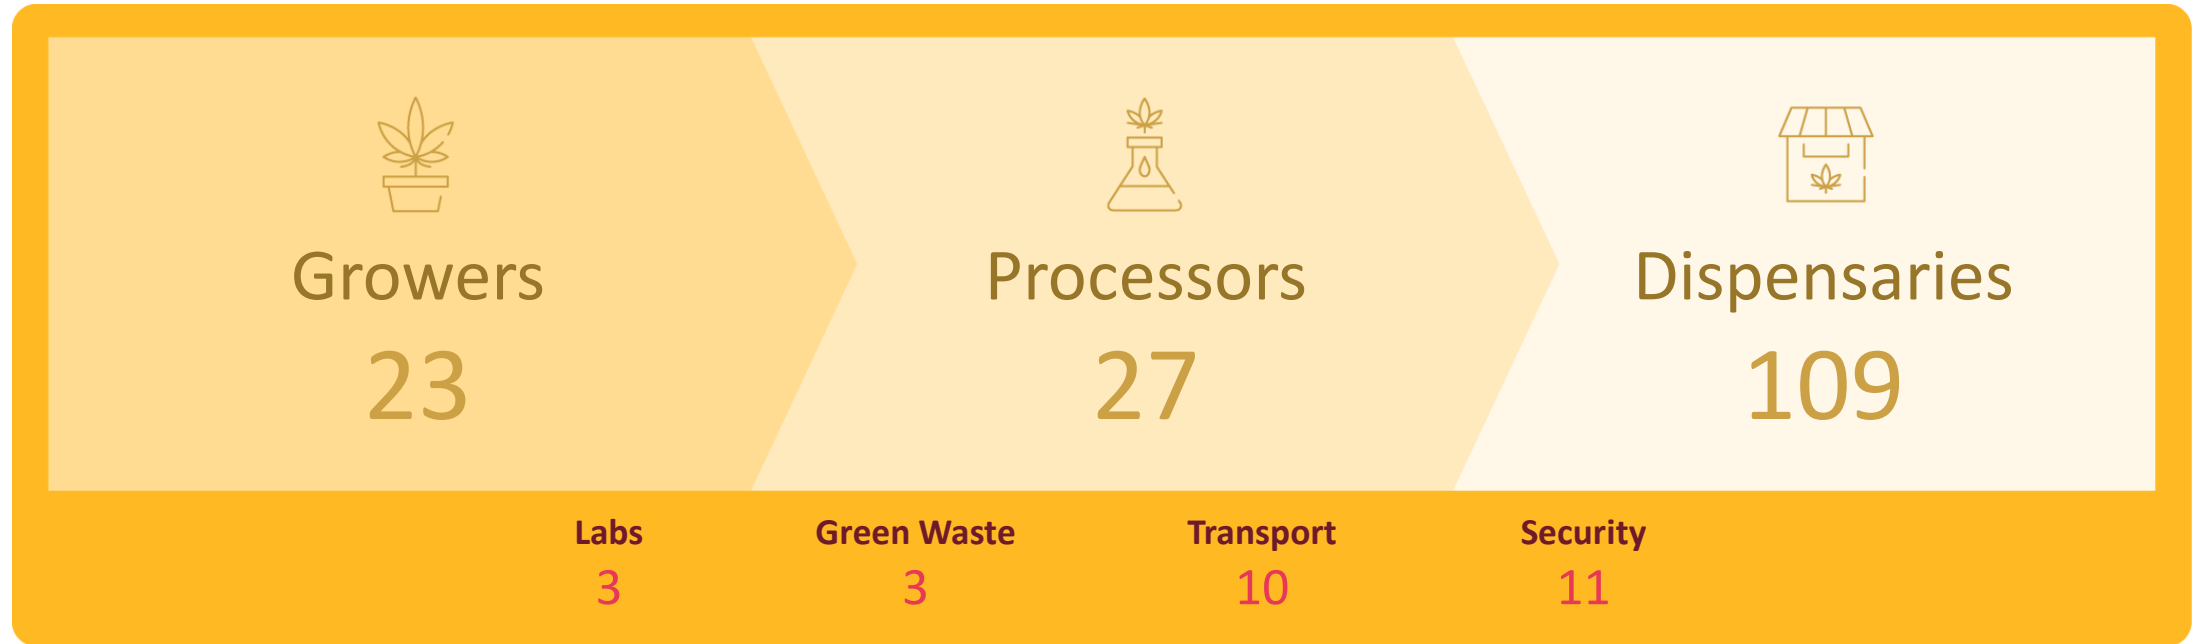 Growers
23
Processors
27
Dispensaries
109
Labs
3
Green Waste
3
Transport
10
Security
11